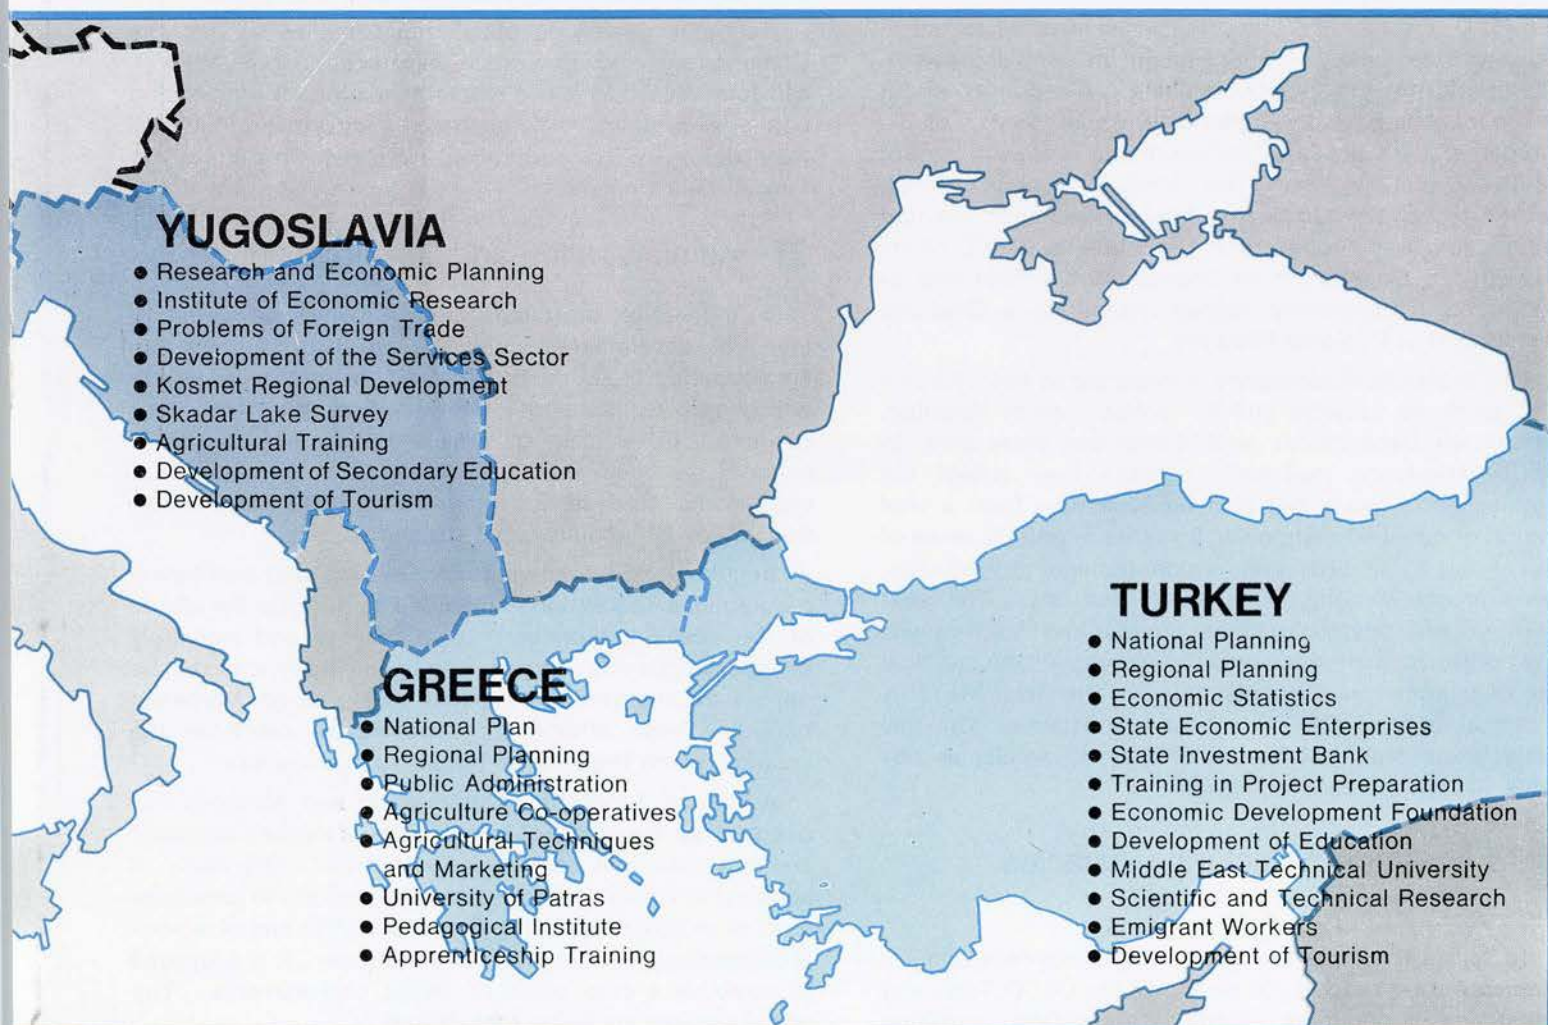 YUGOSLAVIA
● Research and Economic Planning
● Institute of Economic Research
● Problems of Foreign Trade
● Development of the Services Sector
● Kosmet Regional Development
● Skadar Lake Survey
● Agricultural Training
● Development of Secondary Education
● Development of Tourism
GREECE
● National Plan
● Regional Planning
● Public Administration
● Agriculture Co-operatives
● Agricultural Techniques
and Marketing
● University of Patras
● Pedagogical Institute
● Apprenticeship Training
TURKEY
● National Planning
● Regional Planning
● Economic Statistics
● State Economic Enterprises
● State Investment Bank
● Training in Project Preparation
● Economic Development Foundation
● Development of Education
● Middle East Technical University
● Scientific and Technical Research
● Emigrant Workers
● Development of Tourism